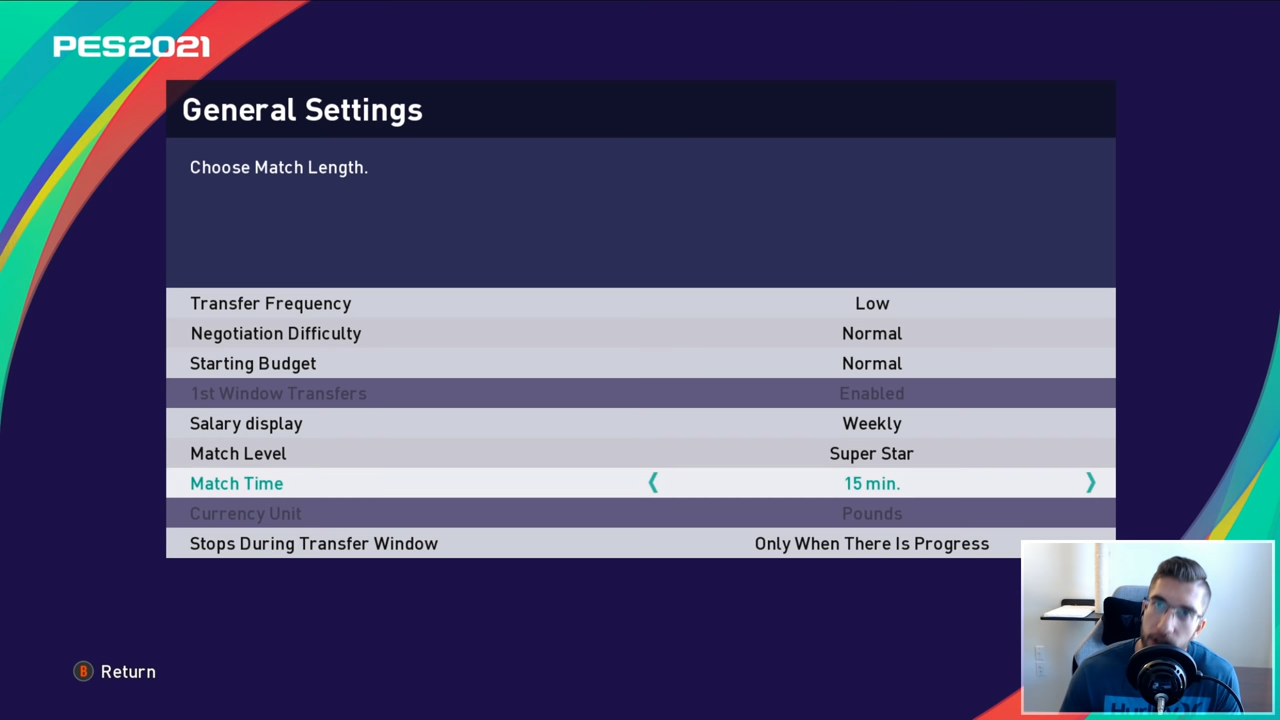 PES2021
General Settings
Choose Match Length.
Transfer Frequency Low
Negotiation Difficulty Normal
Starting Budget Normal
1st Window Transfers Enabled
Salary display Weekly
Match Level Super Star
Match Time 15 min.
Currency Unit Pounds
Stops During Transfer Window Only When There Is Progress
B Return